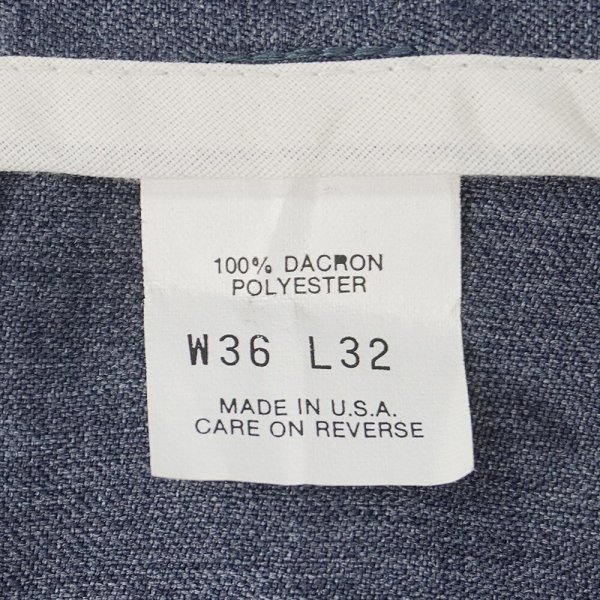 100% DACRON
POLYESTER
W36 L32
MADE IN U.S.A.
CARE ON REVERSE